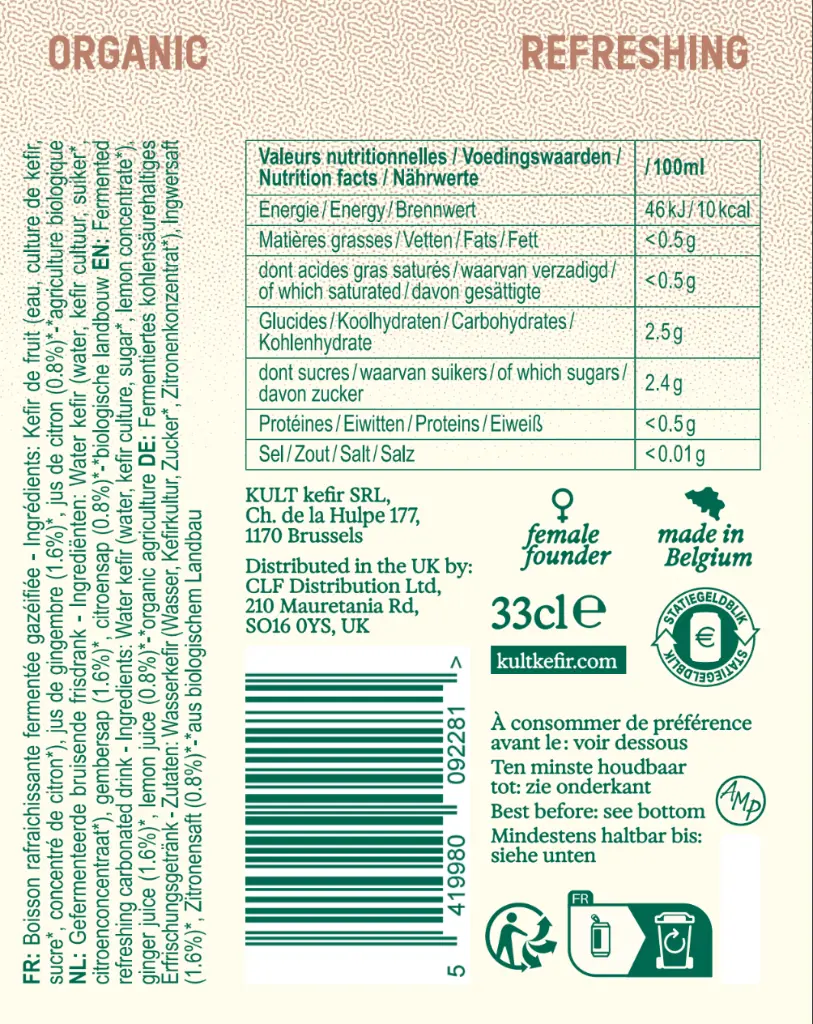 ORGANIC
REFRESHING
FR: Boisson rafraichissante fermentée gazéifiée - Ingrédients: Kefir de fruit (eau, culture de kefir,
sucre*, concentré de citron*), jus de gingembre (1.6%)*, jus de citron (0.8%)*-*agriculture biologique
NL: Gefermenteerde bruisende frisdrank - Ingrediënten: Water kefir (water, kefir cultuur, suiker*,
citroenconcentraat*), gembersap (1.6%)*, citroensap (0.8%)*-*biologische landbouw EN: Fermented
refreshing carbonated drink - Ingredients: Water kefir (water, kefir culture, sugar*, lemon concentrate*),
ginger juice (1.6%)*, lemon juice (0.8%)*-*organic agriculture DE: Fermentiertes kohlensäurehaltiges
Erfrischungsgetränk - Zutaten: Wasserkefir (Wasser, Kefirkultur, Zucker*, Zitronenkonzentrat*), Ingwersaft
(1.6%)*, Zitronensaft (0.8%)*-*aus biologischem Landbau
Valeurs nutritionnelles / Voedingswaarden /
Nutrition facts / Nährwerte
/100ml
Energie / Energy / Brennwert
46 kJ / 10 kcal
Matières grasses / Vetten / Fats / Fett
<0.5 g
dont acides gras saturés / waarvan verzadigd /
of which saturated / davon gesättigte
<0.5 g
Glucides / Koolhydraten / Carbohydrates /
Kohlenhydrate
2.5 g
dont sucres / waarvan suikers / of which sugars /
davon zucker
2.4 g
Protéines / Eiwitten / Proteins / Eiweiß
<0.5 g
Sel / Zout / Salt / Salz
<0.01 g
KULT kefir SRL,
Ch. de la Hulpe 177,
1170 Brussels
Distributed in the UK by:
CLF Distribution Ltd,
210 Mauretania Rd,
SO16 0YS, UK
female
founder
made in
Belgium
33cl e
kultkefir.com
STATIEGELDBLIK
€
STATIEGELDBLIK
STATIEGELDBLIK
5 419980 092281 >
À consommer de préférence
avant le : voir dessous
Ten minste houdbaar
tot: zie onderkant
Best before: see bottom
Mindestens haltbar bis:
siehe unten
AMP
FR